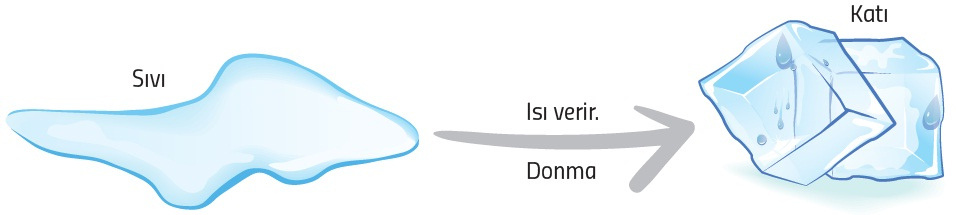 Sıvı
Isı verir.
Donma
Katı